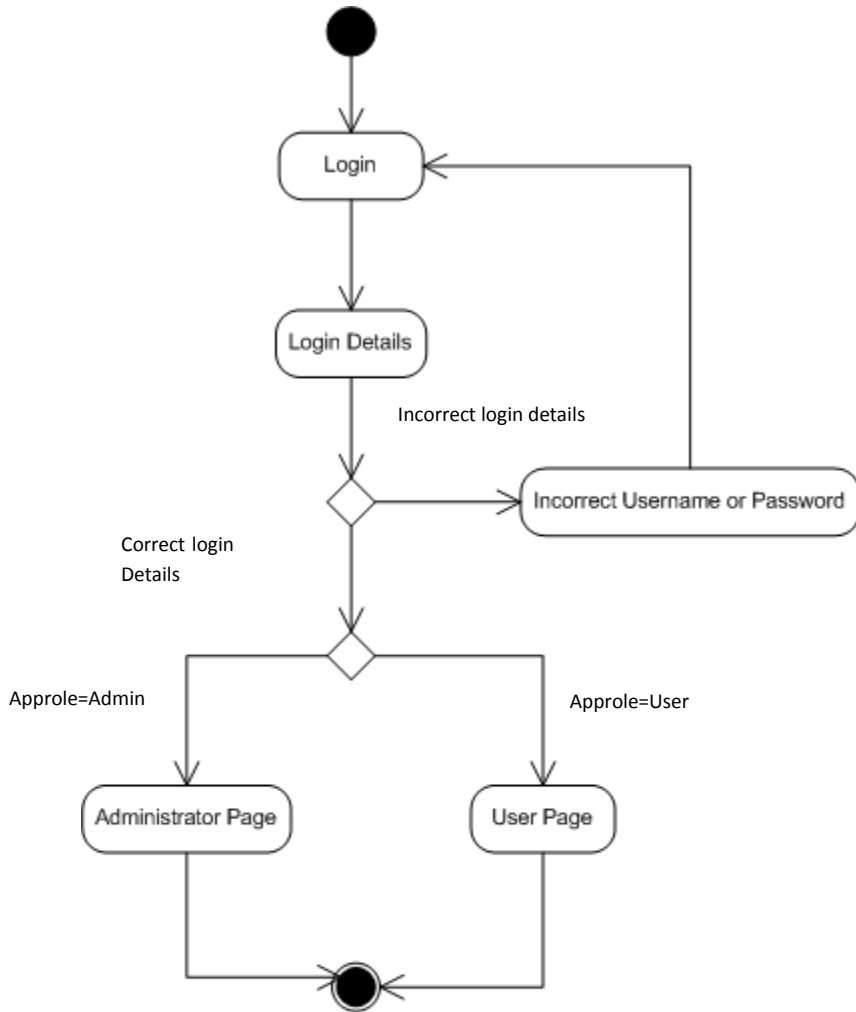 Login
Login Details
Incorrect login details
Incorrect Username or Password
Correct login
Details
Approle=Admin
Approle=User
Administrator Page
User Page